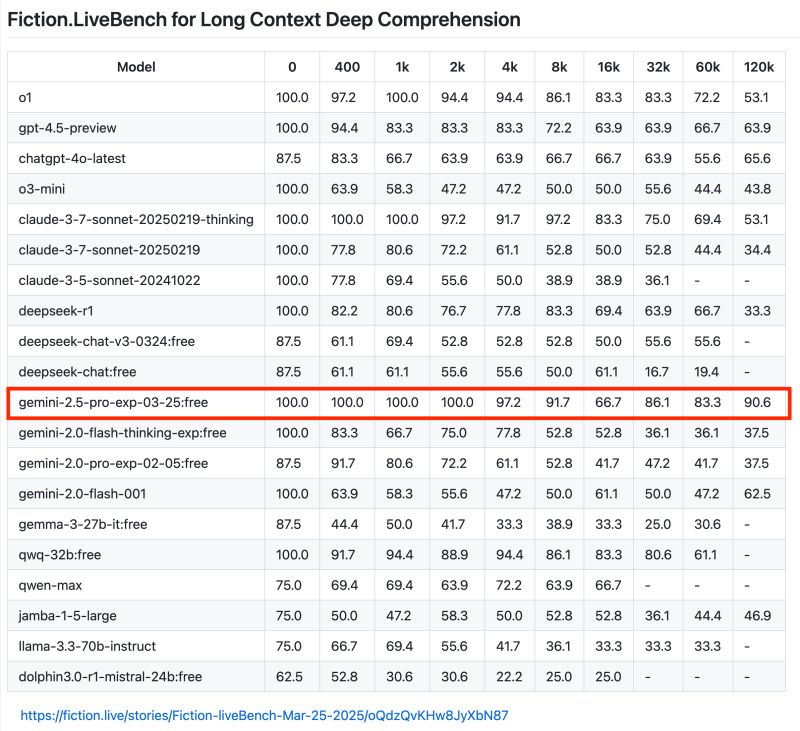 Fiction.LiveBench for Long Context Deep Comprehension
Model 0 400 1k 2k 4k 8k 16k 32k 60k 120k
o1 100.0 97.2 100.0 94.4 94.4 86.1 83.3 83.3 72.2 53.1
gpt-4.5-preview 100.0 94.4 83.3 83.3 83.3 72.2 63.9 63.9 66.7 63.9
chatgpt-4o-latest 87.5 83.3 66.7 63.9 63.9 66.7 66.7 63.9 55.6 65.6
o3-mini 100.0 63.9 58.3 47.2 47.2 50.0 50.0 55.6 44.4 43.8
claude-3-7-sonnet-20250219-thinking 100.0 100.0 100.0 97.2 91.7 97.2 83.3 75.0 69.4 53.1
claude-3-7-sonnet-20250219 100.0 77.8 80.6 72.2 61.1 52.8 50.0 52.8 44.4 34.4
claude-3-5-sonnet-20241022 100.0 77.8 69.4 55.6 50.0 38.9 38.9 36.1 - -
deepseek-r1 100.0 82.2 80.6 76.7 77.8 83.3 69.4 63.9 66.7 33.3
deepseek-chat-v3-0324:free 87.5 61.1 69.4 52.8 52.8 52.8 50.0 55.6 55.6 -
deepseek-chat:free 87.5 61.1 61.1 55.6 55.6 50.0 61.1 16.7 19.4 -
gemini-2.5-pro-exp-03-25:free 100.0 100.0 100.0 100.0 97.2 91.7 66.7 86.1 83.3 90.6
gemini-2.0-flash-thinking-exp:free 100.0 83.3 66.7 75.0 77.8 52.8 52.8 36.1 36.1 37.5
gemini-2.0-pro-exp-02-05:free 87.5 91.7 80.6 72.2 61.1 52.8 41.7 47.2 41.7 37.5
gemini-2.0-flash-001 100.0 63.9 58.3 55.6 47.2 50.0 61.1 50.0 47.2 62.5
gemma-3-27b-it:free 87.5 44.4 50.0 41.7 33.3 38.9 33.3 25.0 30.6 -
qwq-32b:free 100.0 91.7 94.4 88.9 94.4 86.1 83.3 80.6 61.1 -
qwen-max 75.0 69.4 69.4 63.9 72.2 63.9 66.7 - - -
jamba-1-5-large 75.0 50.0 47.2 58.3 50.0 52.8 52.8 36.1 44.4 46.9
llama-3.3-70b-instruct 75.0 66.7 69.4 55.6 41.7 36.1 33.3 33.3 33.3 -
dolphin3.0-r1-mistral-24b:free 62.5 52.8 30.6 30.6 22.2 25.0 25.0 - - -
https://fiction.live/stories/Fiction-liveBench-Mar-25-2025/oQdzQvKHw8JyXbN87